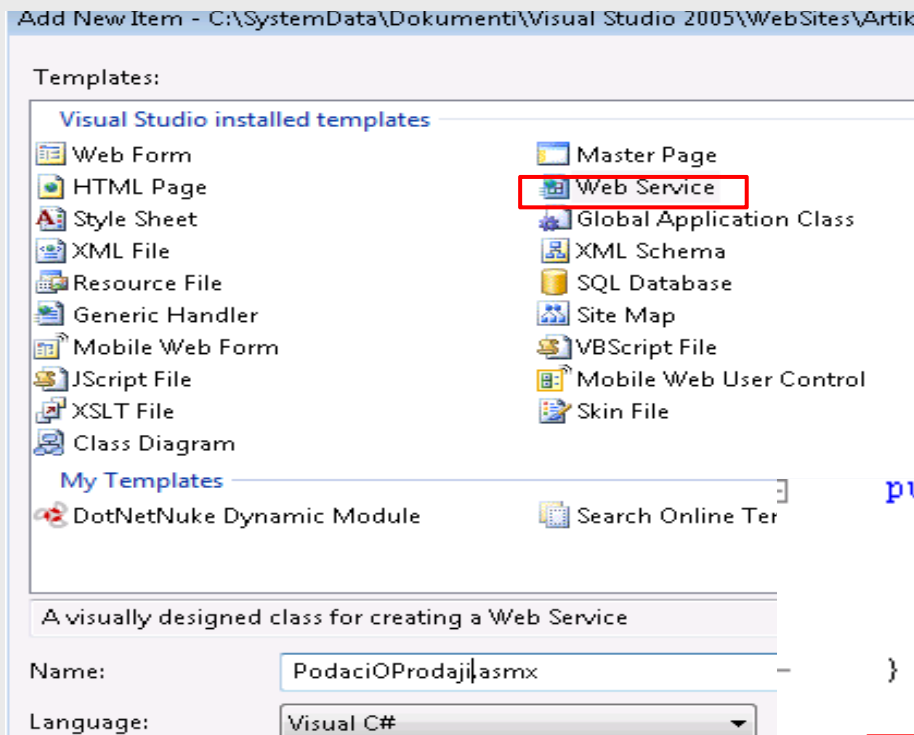 Add New Item - C:\SystemData\Dokumenti\Visual Studio 2005\WebSites\Artik
Templates:
Visual Studio installed templates
Web Form
Master Page
HTML Page
Web Service
Style Sheet
Global Application Class
XML File
XML Schema
Resource File
SQL Database
Generic Handler
Site Map
Mobile Web Form
VBScript File
JScript File
Mobile Web User Control
XSLT File
Skin File
Class Diagram
My Templates
DotNetNuke Dynamic Module
Search Online Ter
pu
A visually designed class for creating a Web Service
Name:
PodaciOProdaji.asmx
}
Language:
Visual C#